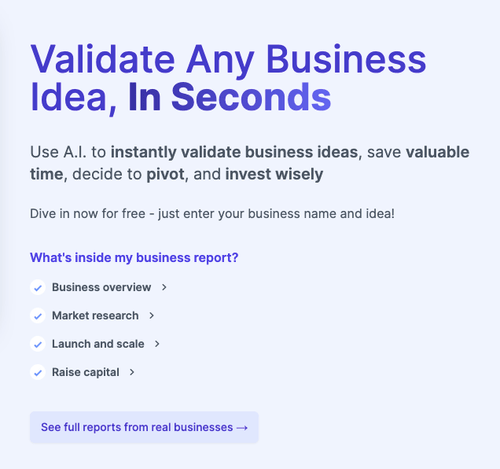 Validate Any Business
Idea, In Seconds
Use A.I. to instantly validate business ideas, save valuable
time, decide to pivot, and invest wisely
Dive in now for free - just enter your business name and idea!
What's inside my business report?
Business overview
Market research
Launch and scale
Raise capital
See full reports from real businesses →